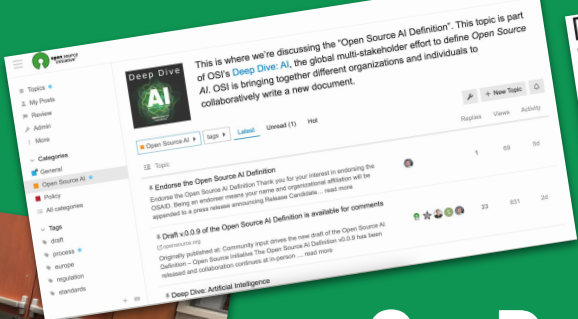 open source
initiative
Topics
My Posts
Review
Admin
More
Categories
General
Open Source AI
Policy
All categories
Tags
draft
process
europe
regulation
standards
Deep Dive
AI
This is where we're discussing the "Open Source AI Definition". This topic is part
of OSI's Deep Dive: AI, the global multi-stakeholder effort to define Open Source
AI. OSI is bringing together different organizations and individuals to
collaboratively write a new document.
Open Source AI
tags
Latest
Unread (1)
Hot
+ New Topic
Topic
Replies
Views
Activity
Endorse the Open Source AI Definition
Endorse the Open Source AI Definition Thank you for your interest in endorsing the
OSAID. Being an endorser means your name and organizational affiliation will be
appended to a press release announcing Release Candidate... read more
1
69
5d
Draft v.0.0.9 of the Open Source AI Definition is available for comments
opensource.org
Originally published at: Community input drives the new draft of the Open Source AI
Definition – Open Source Initiative The Open Source AI Definition v0.0.9 has been
released and collaboration continues at in-person ... read more
23
631
2d
Deep Dive: Artificial Intelligence